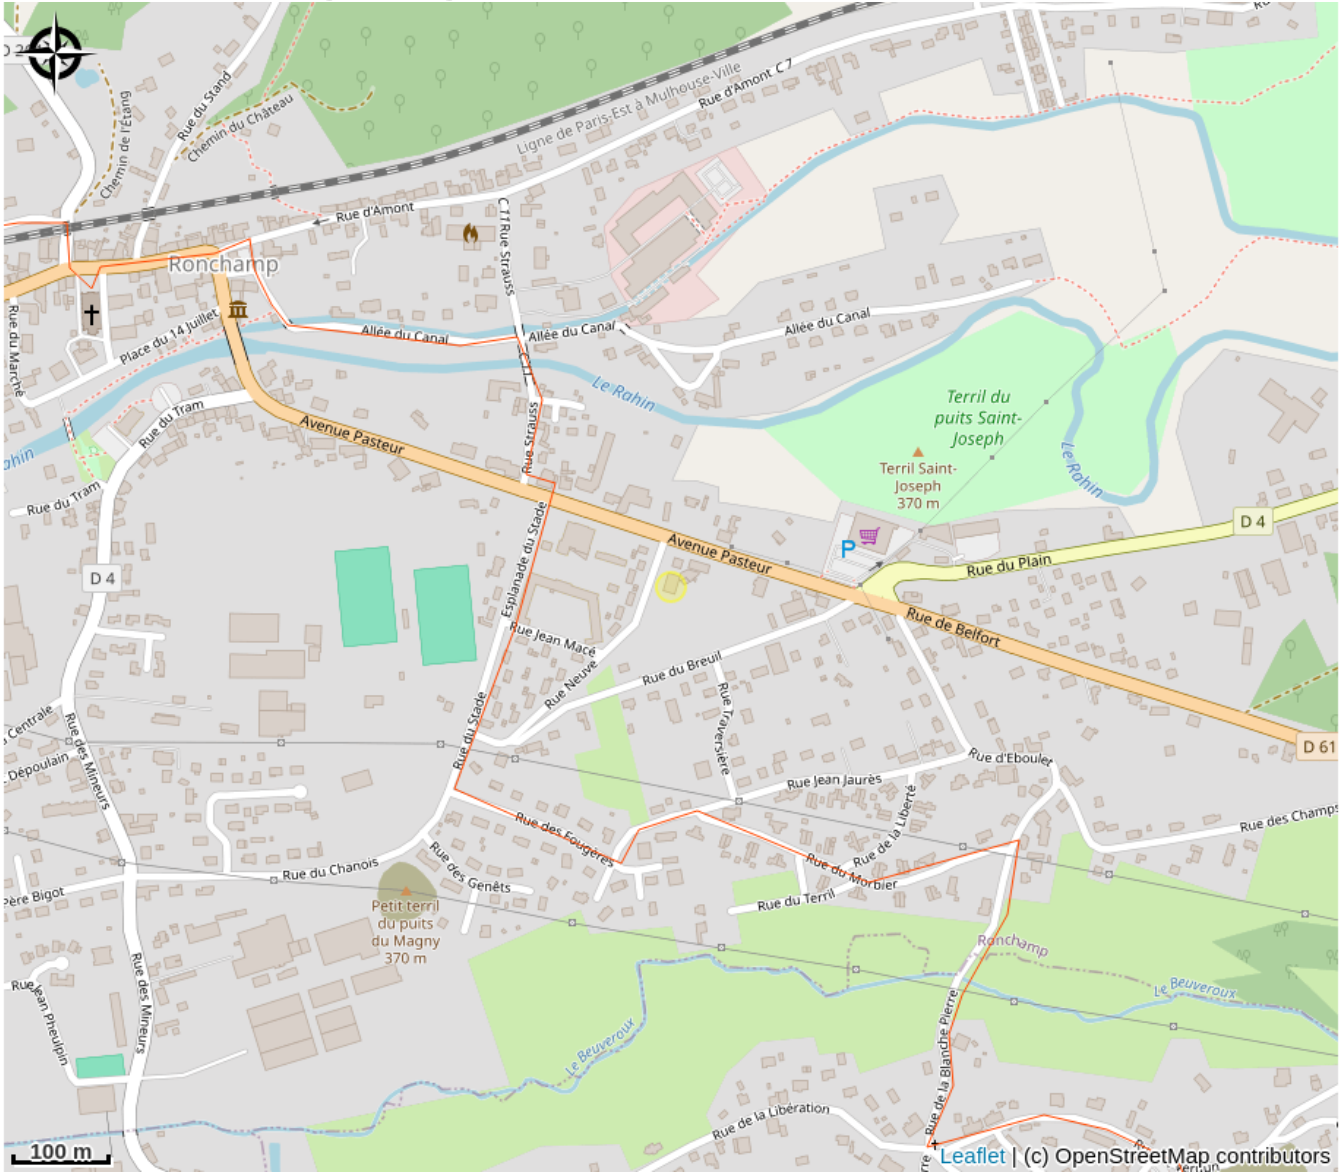 Rue du Stand
Chemin du Château
Chemin de l'Étang
Ligne de Paris-Est à Mulhouse-Ville
Rue d'Amont C 7
Rue d'Amont
C 11
Rue Strauss
Ronchamp
Place du 14 Juillet
Rue du Marché
Allée du Canal
Allée du Canal
Allée du Canal
C 11
Le Rahin
Rue Strauss
Terril du
puits Saint-
Joseph
Terril Saint-
Joseph
370 m
Le Rahin
Rue du Tram
Rue du Tram
Avenue Pasteur
Avenue Pasteur
Esplanade du Stade
D 4
D 4
P
Rue du Plain
Rue de Belfort
D 61
Rue Jean Macé
Rue Neuve
Rue du Breuil
Rue Traversière
Rue du Stade
Rue des Mineurs
Centrale
Dépoulain
Rue d'Eboulet
Rue Jean Jaurès
Rue de la Liberté
Rue des Champs
Rue des Fougères
Rue du Morbier
Rue du Terril
Rue du Chanois
Rue des Genêts
Père Bigot
Petit terril
du puits
du Magny
370 m
Ronchamp
Le Beuveroux
Le Beuveroux
Rue Jean Pheulpin
Rue des Mineurs
Rue de la Blanche Pierre
Rue de la Libération
100 m
Leaflet | (c) OpenStreetMap contributors